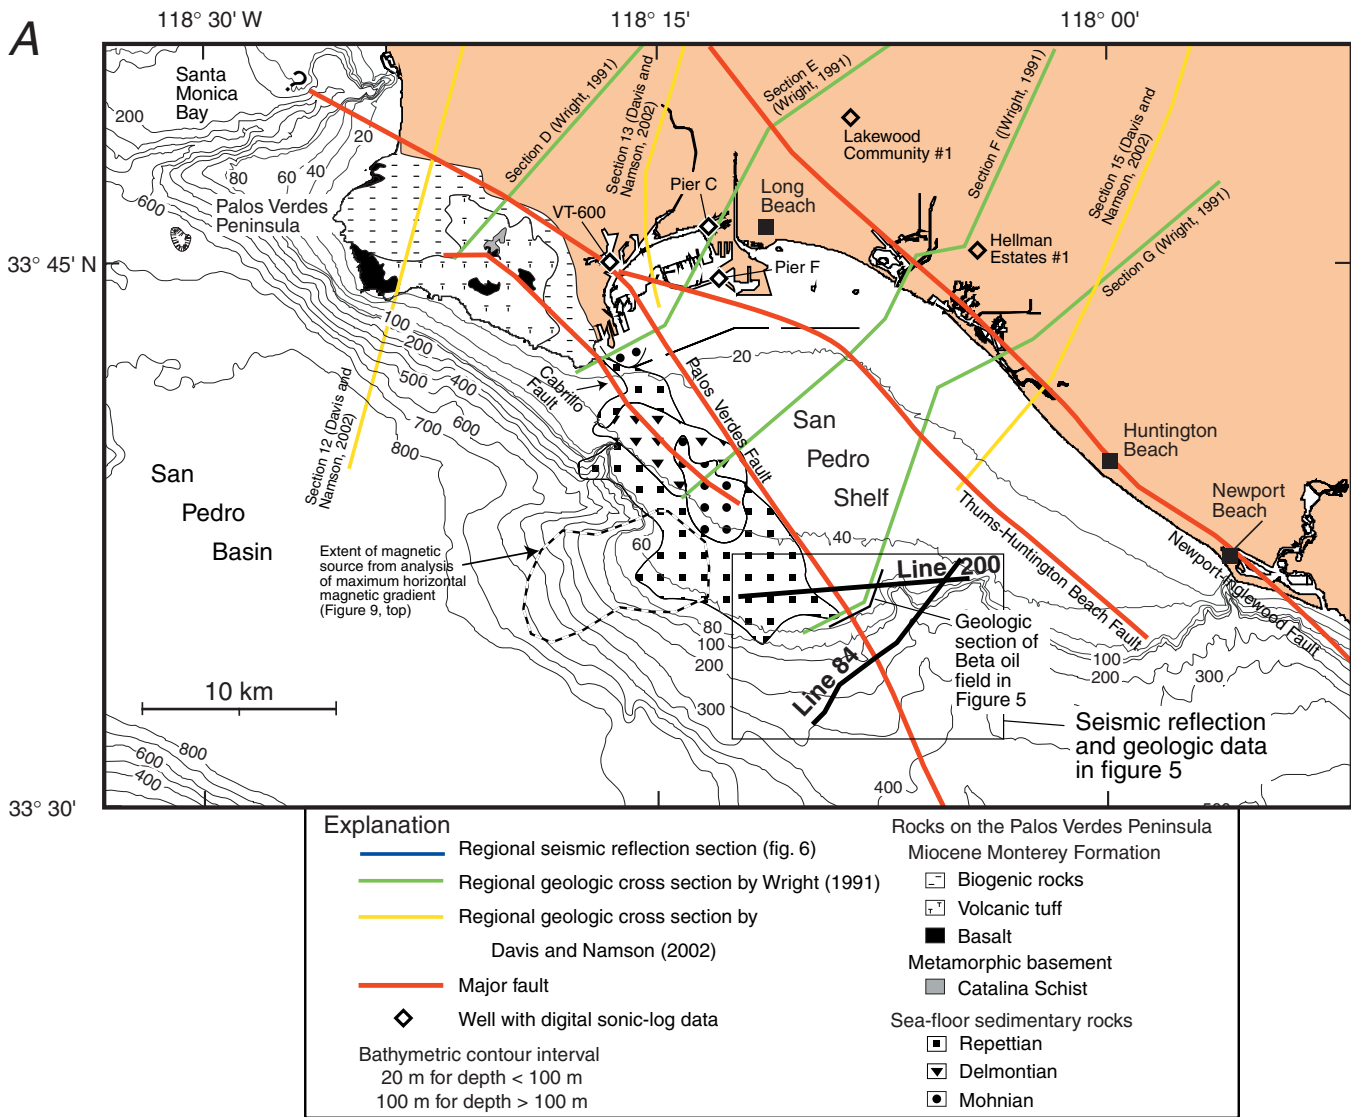 A
118° 30' W
118° 15'
118° 00'
Santa
Monica
Bay
?
200
20
80
60
40
600
Palos Verdes
Peninsula
33° 45' N
Section D (Wright, 1991)
Section 13 (Davis and
Namson, 2002)
Section E
(Wright, 1991)
Lakewood
Community #1
Section F ([Wright, 1991)
Section 15 (Davis and
Namson, 2002)
Section G (Wright, 1991)
Pier C
Long
Beach
VT-600
Pier F
Hellman
Estates #1
100
200
500
400
700
600
800
Section 12 (Davis and
Namson, 2002)
Cabrillo
Fault
20
Palos Verdes Fault
San
Pedro
Shelf
Huntington
Beach
Newport
Beach
San
Pedro
Basin
Extent of magnetic
source from analysis
of maximum horizontal
magnetic gradient
(Figure 9, top)
60
40
Thums-Huntington Beach Fault
Newport-Inglewood Fault
Line 200
Line 84
Geologic
section of
Beta oil
field in
Figure 5
80
100
200
300
100
200
300
10 km
Seismic reflection
and geologic data
in figure 5
800
600
400
400
500
33° 30'
Explanation
Regional seismic reflection section (fig. 6)
Regional geologic cross section by Wright (1991)
Regional geologic cross section by
Davis and Namson (2002)
Major fault
Well with digital sonic-log data
Bathymetric contour interval
20 m for depth < 100 m
100 m for depth > 100 m
Rocks on the Palos Verdes Peninsula
Miocene Monterey Formation
Biogenic rocks
Volcanic tuff
Basalt
Metamorphic basement
Catalina Schist
Sea-floor sedimentary rocks
Repettian
Delmontian
Mohnian